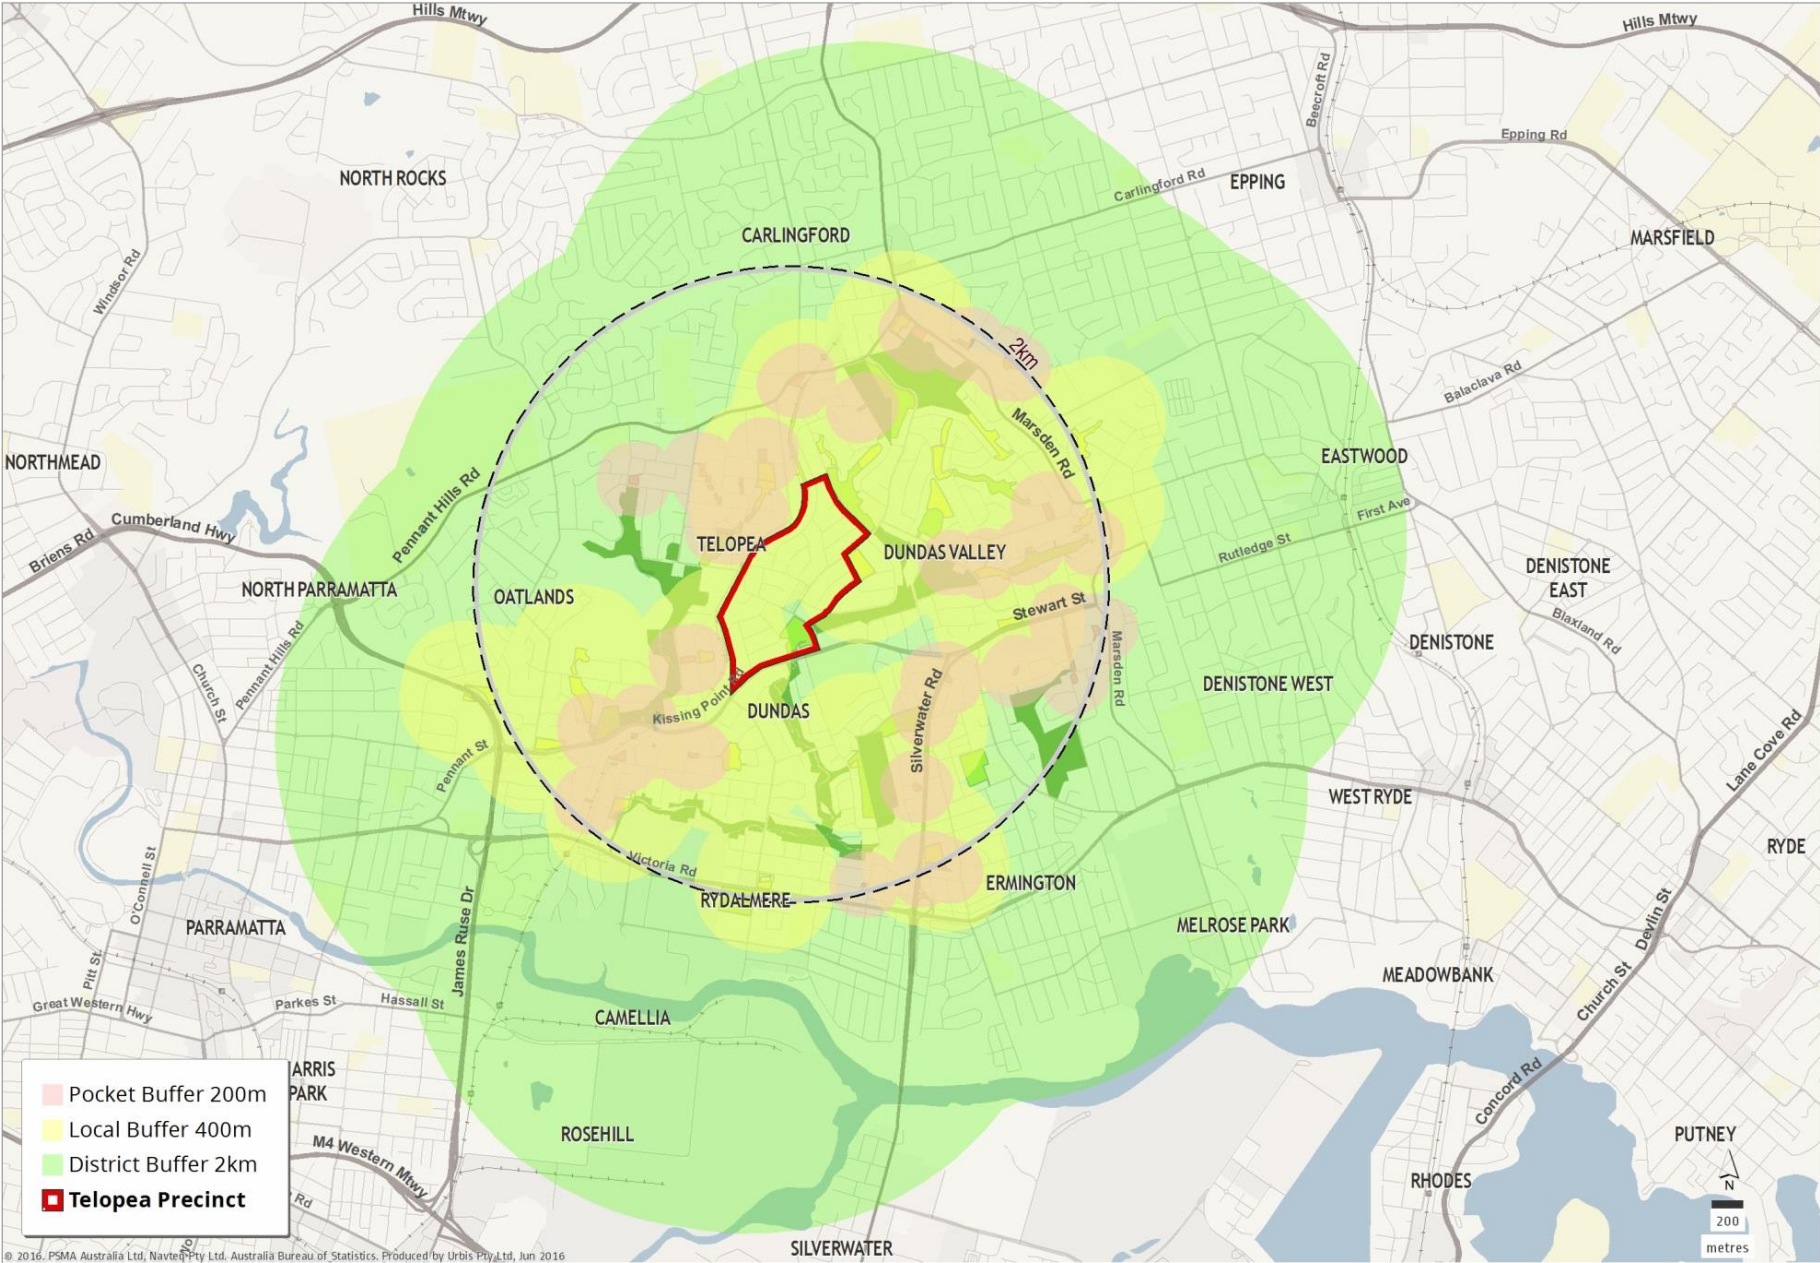 Hills Mtwy
Hills Mtwy
Beecroft Rd
Epping Rd
NORTH ROCKS
Carlingford Rd
EPPING
CARLINGFORD
MARSFIELD
Windsor Rd
2km
Balaclava Rd
Marsden Rd
NORTHMEAD
EASTWOOD
Pennant Hills Rd
First Ave
Cumberland Hwy
Briens Rd
TELOPEA
DUNDAS VALLEY
Rutledge St
DENISTONE
EAST
NORTH PARRAMATTA
OATLANDS
Stewart St
Blaxland Rd
Pennant Hills Rd
Church St
DENISTONE
Marsden Rd
DENISTONE WEST
Kissing Point Rd
DUNDAS
Silverwater Rd
Pennant St
Lane Cove Rd
WEST RYDE
RYDE
Victoria Rd
O'Connell St
ERMINGTON
RYDALMERE
PARRAMATTA
James Ruse Dr
MELROSE PARK
Devlin St
Pitt St
MEADOWBANK
Church St
Great Western Hwy
Parkes St
Hassall St
CAMELLIA
ARRIS
PARK
Concord Rd
Pocket Buffer 200m
Local Buffer 400m
District Buffer 2km
Telopea Precinct
ROSEHILL
M4 Western Mtwy
Rd
PUTNEY
RHODES
N
200
metres
SILVERWATER
© 2016. PSMA Australia Ltd, Navteq Pty Ltd. Australia Bureau of Statistics. Produced by Urbis Pty Ltd, Jun 2016